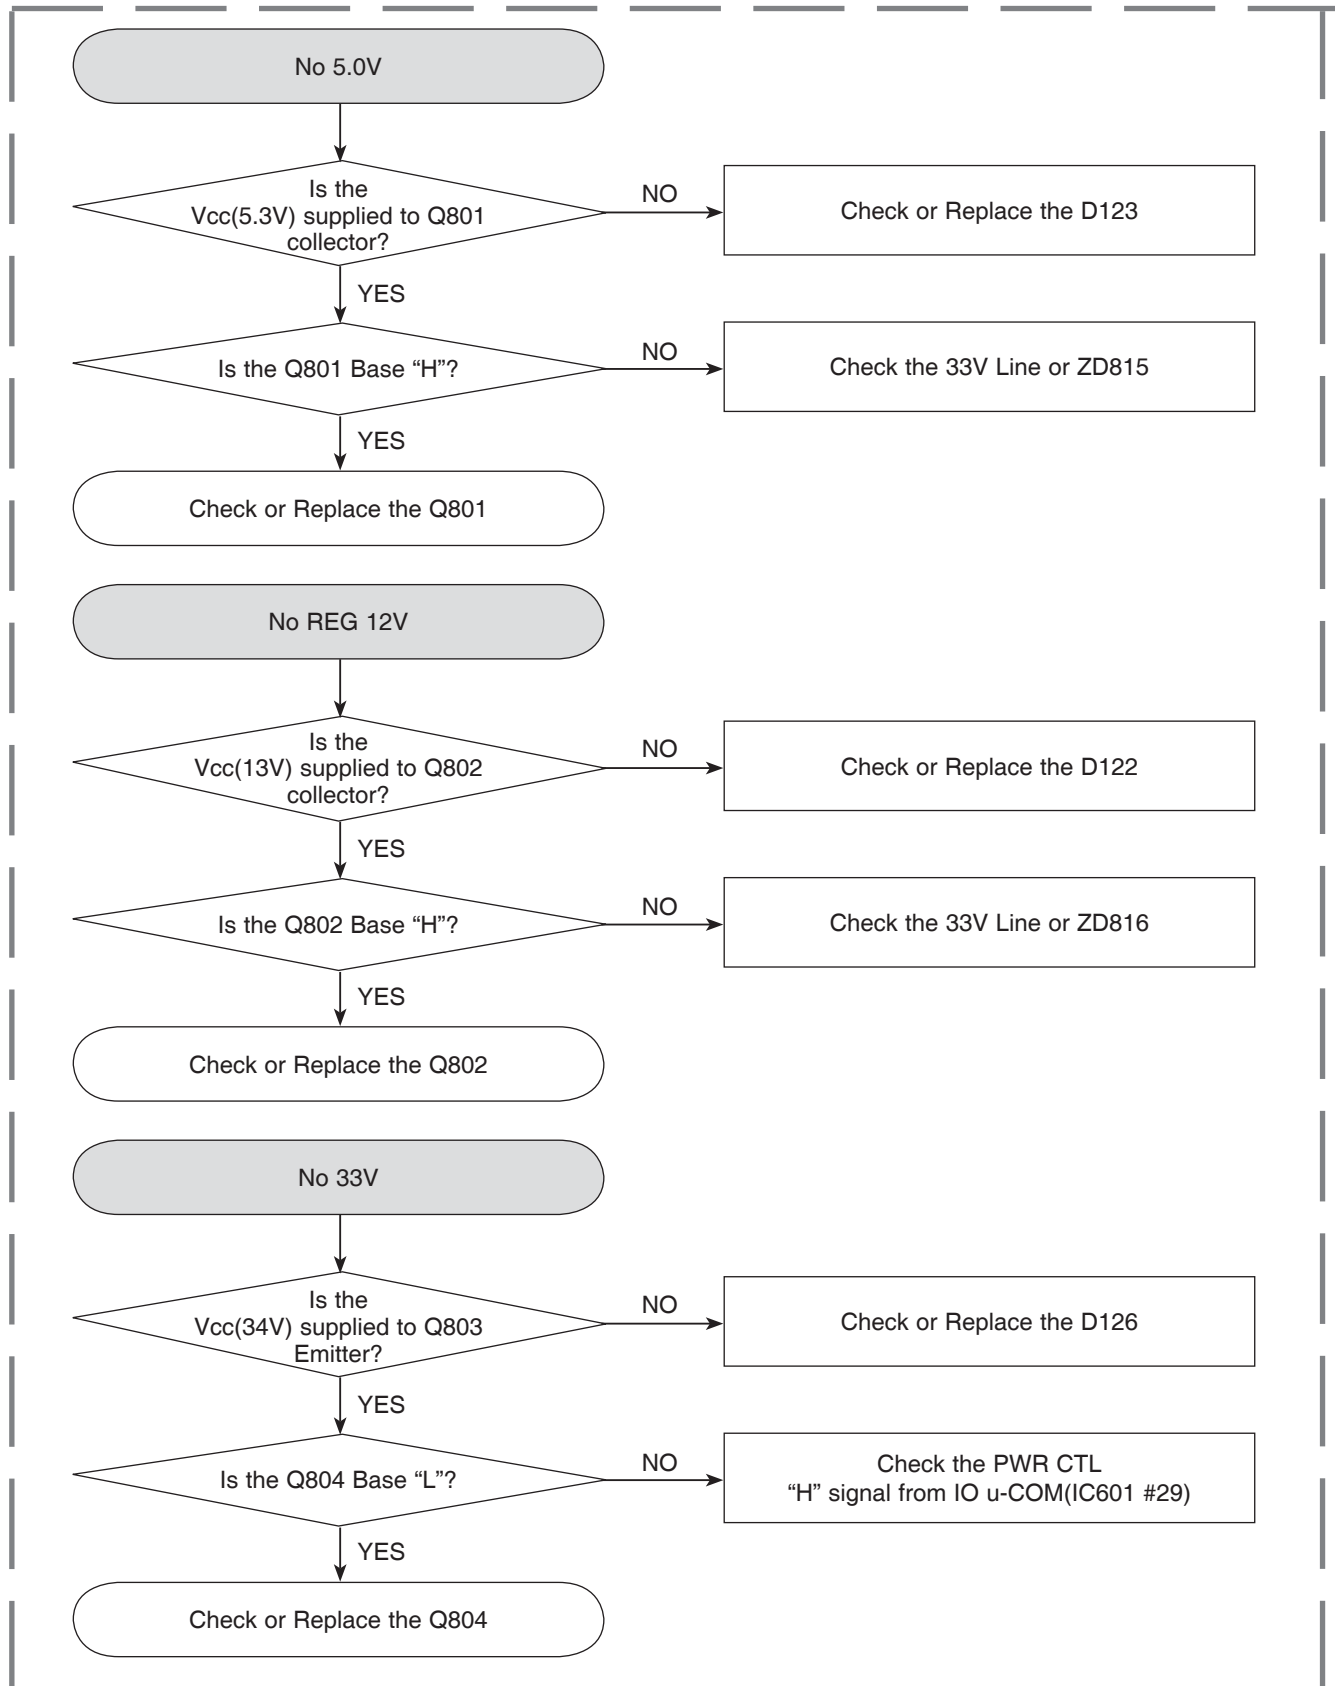 No 5.0V
Is the
Vcc(5.3V) supplied to Q801
collector?
NO
Check or Replace the D123
YES
Is the Q801 Base “H”?
NO
Check the 33V Line or ZD815
YES
Check or Replace the Q801
No REG 12V
Is the
Vcc(13V) supplied to Q802
collector?
NO
Check or Replace the D122
YES
Is the Q802 Base “H”?
NO
Check the 33V Line or ZD816
YES
Check or Replace the Q802
No 33V
Is the
Vcc(34V) supplied to Q803
Emitter?
NO
Check or Replace the D126
YES
Is the Q804 Base “L”?
NO
Check the PWR CTL
“H” signal from IO u-COM(IC601 #29)
YES
Check or Replace the Q804